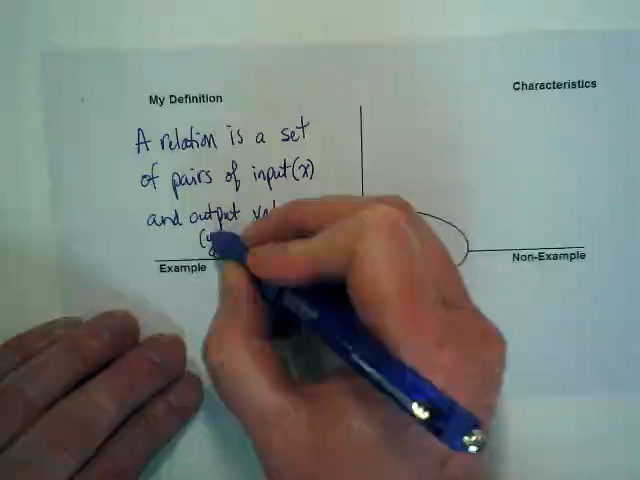 My Definition
Characteristics
A relation is a set
of pairs of input(x)
and output
(y
Example
Non-Example